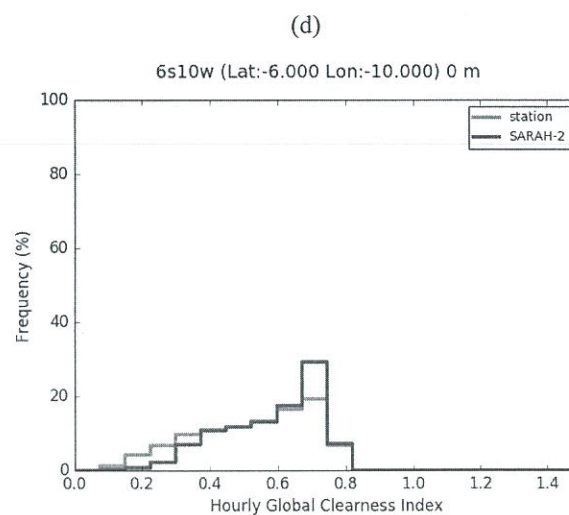 (d)
6s10w (Lat:-6.000 Lon:-10.000) 0 m
100
80
60
40
20
0
Frequency (%)
station
SARAH-2
0.0 0.2 0.4 0.6 0.8 1.0 1.2 1.4
Hourly Global Clearness Index